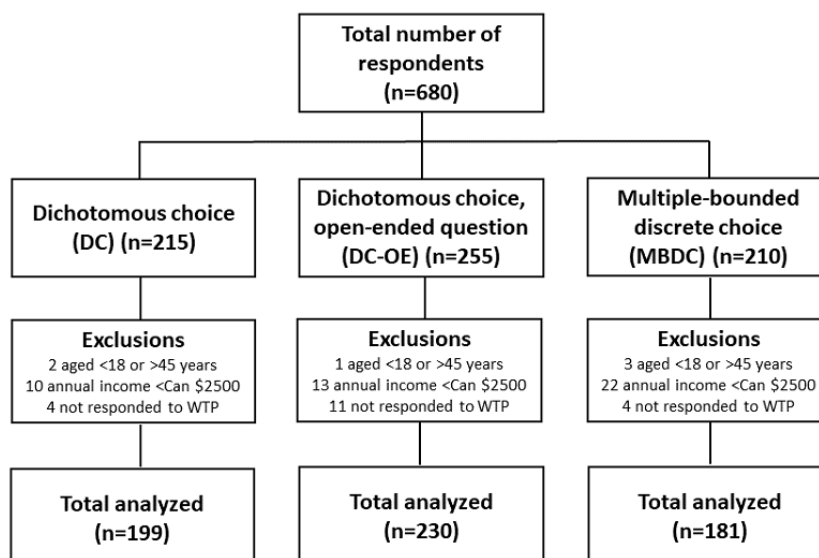 Total number of
respondents
(n=680)
Dichotomous choice
(DC) (n=215)
Dichotomous choice,
open-ended question
(DC-OE) (n=255)
Multiple-bounded
discrete choice
(MBDC) (n=210)
Exclusions
2 aged <18 or >45 years
10 annual income <Can $2500
4 not responded to WTP
Exclusions
1 aged <18 or >45 years
13 annual income <Can $2500
11 not responded to WTP
Exclusions
3 aged <18 or >45 years
22 annual income <Can $2500
4 not responded to WTP
Total analyzed
(n=199)
Total analyzed
(n=230)
Total analyzed
(n=181)